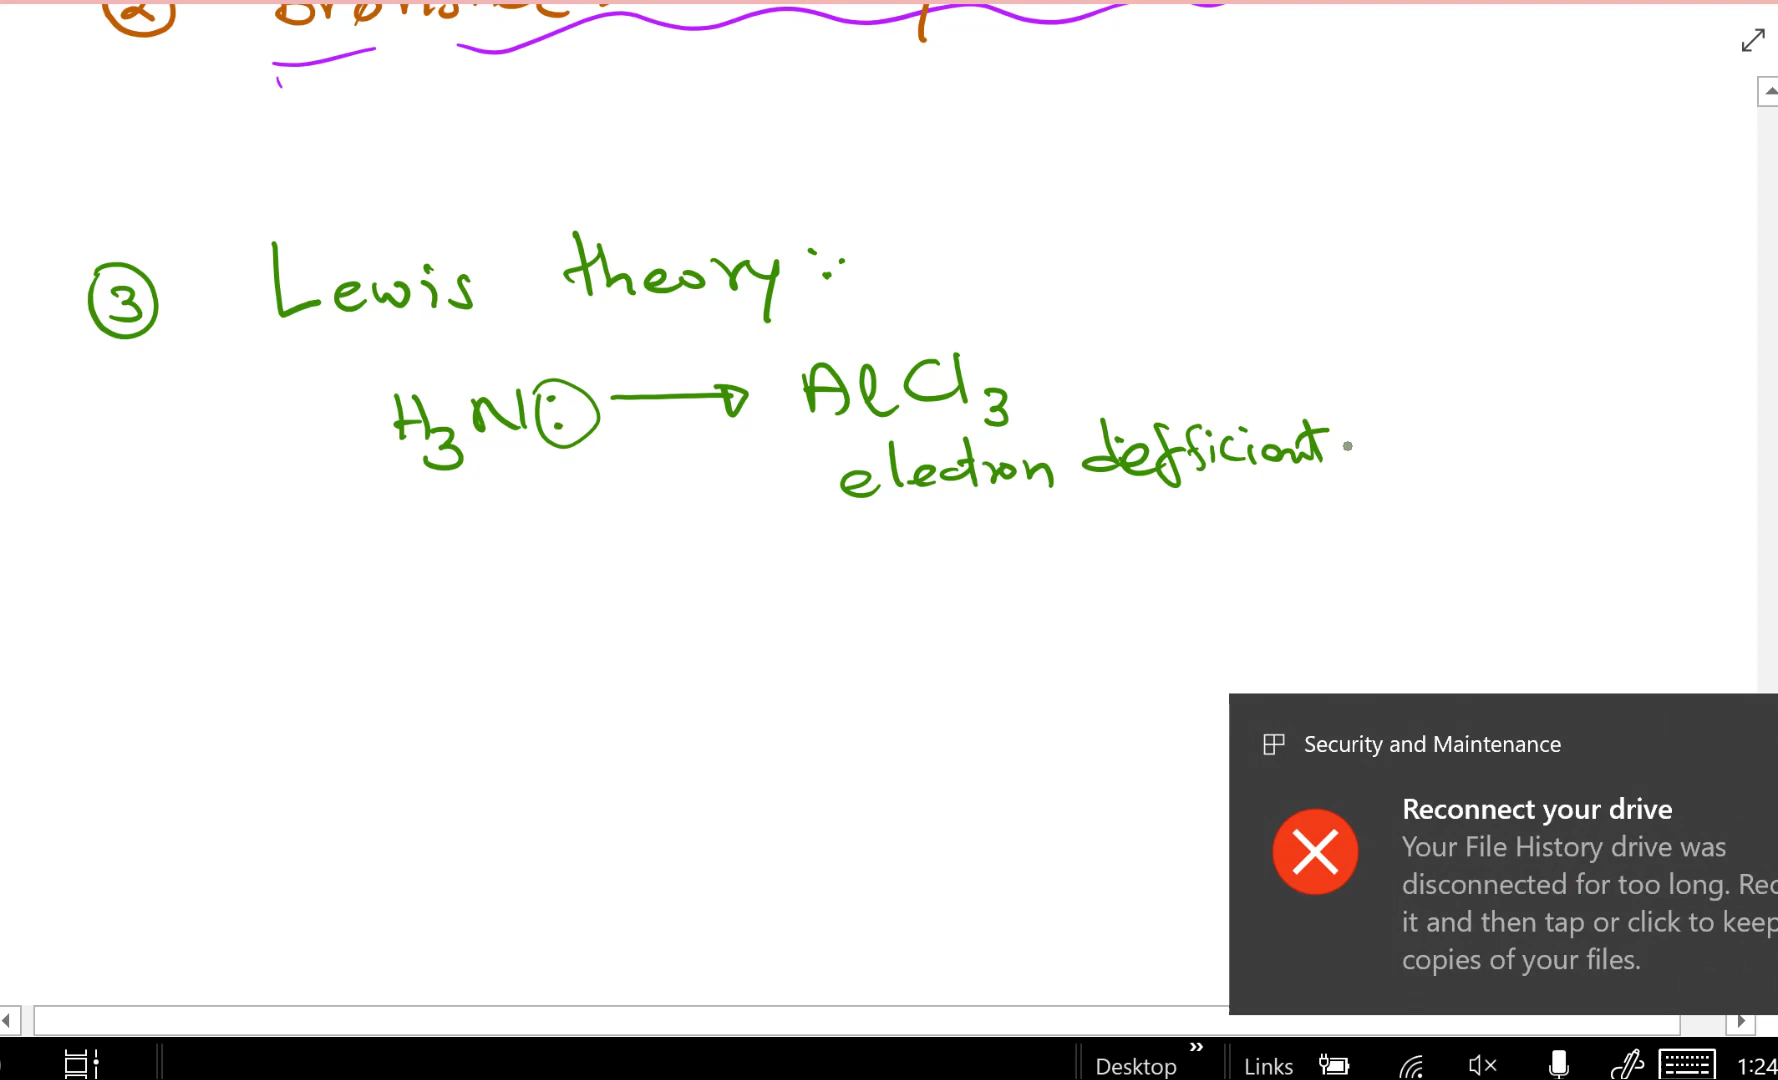 ②
③ Lewis theory :-
H3N: → AlCl3
electron defficient.
Security and Maintenance
Reconnect your drive
Your File History drive was
disconnected for too long. Rec
it and then tap or click to keep
copies of your files.
Desktop » Links 1:24